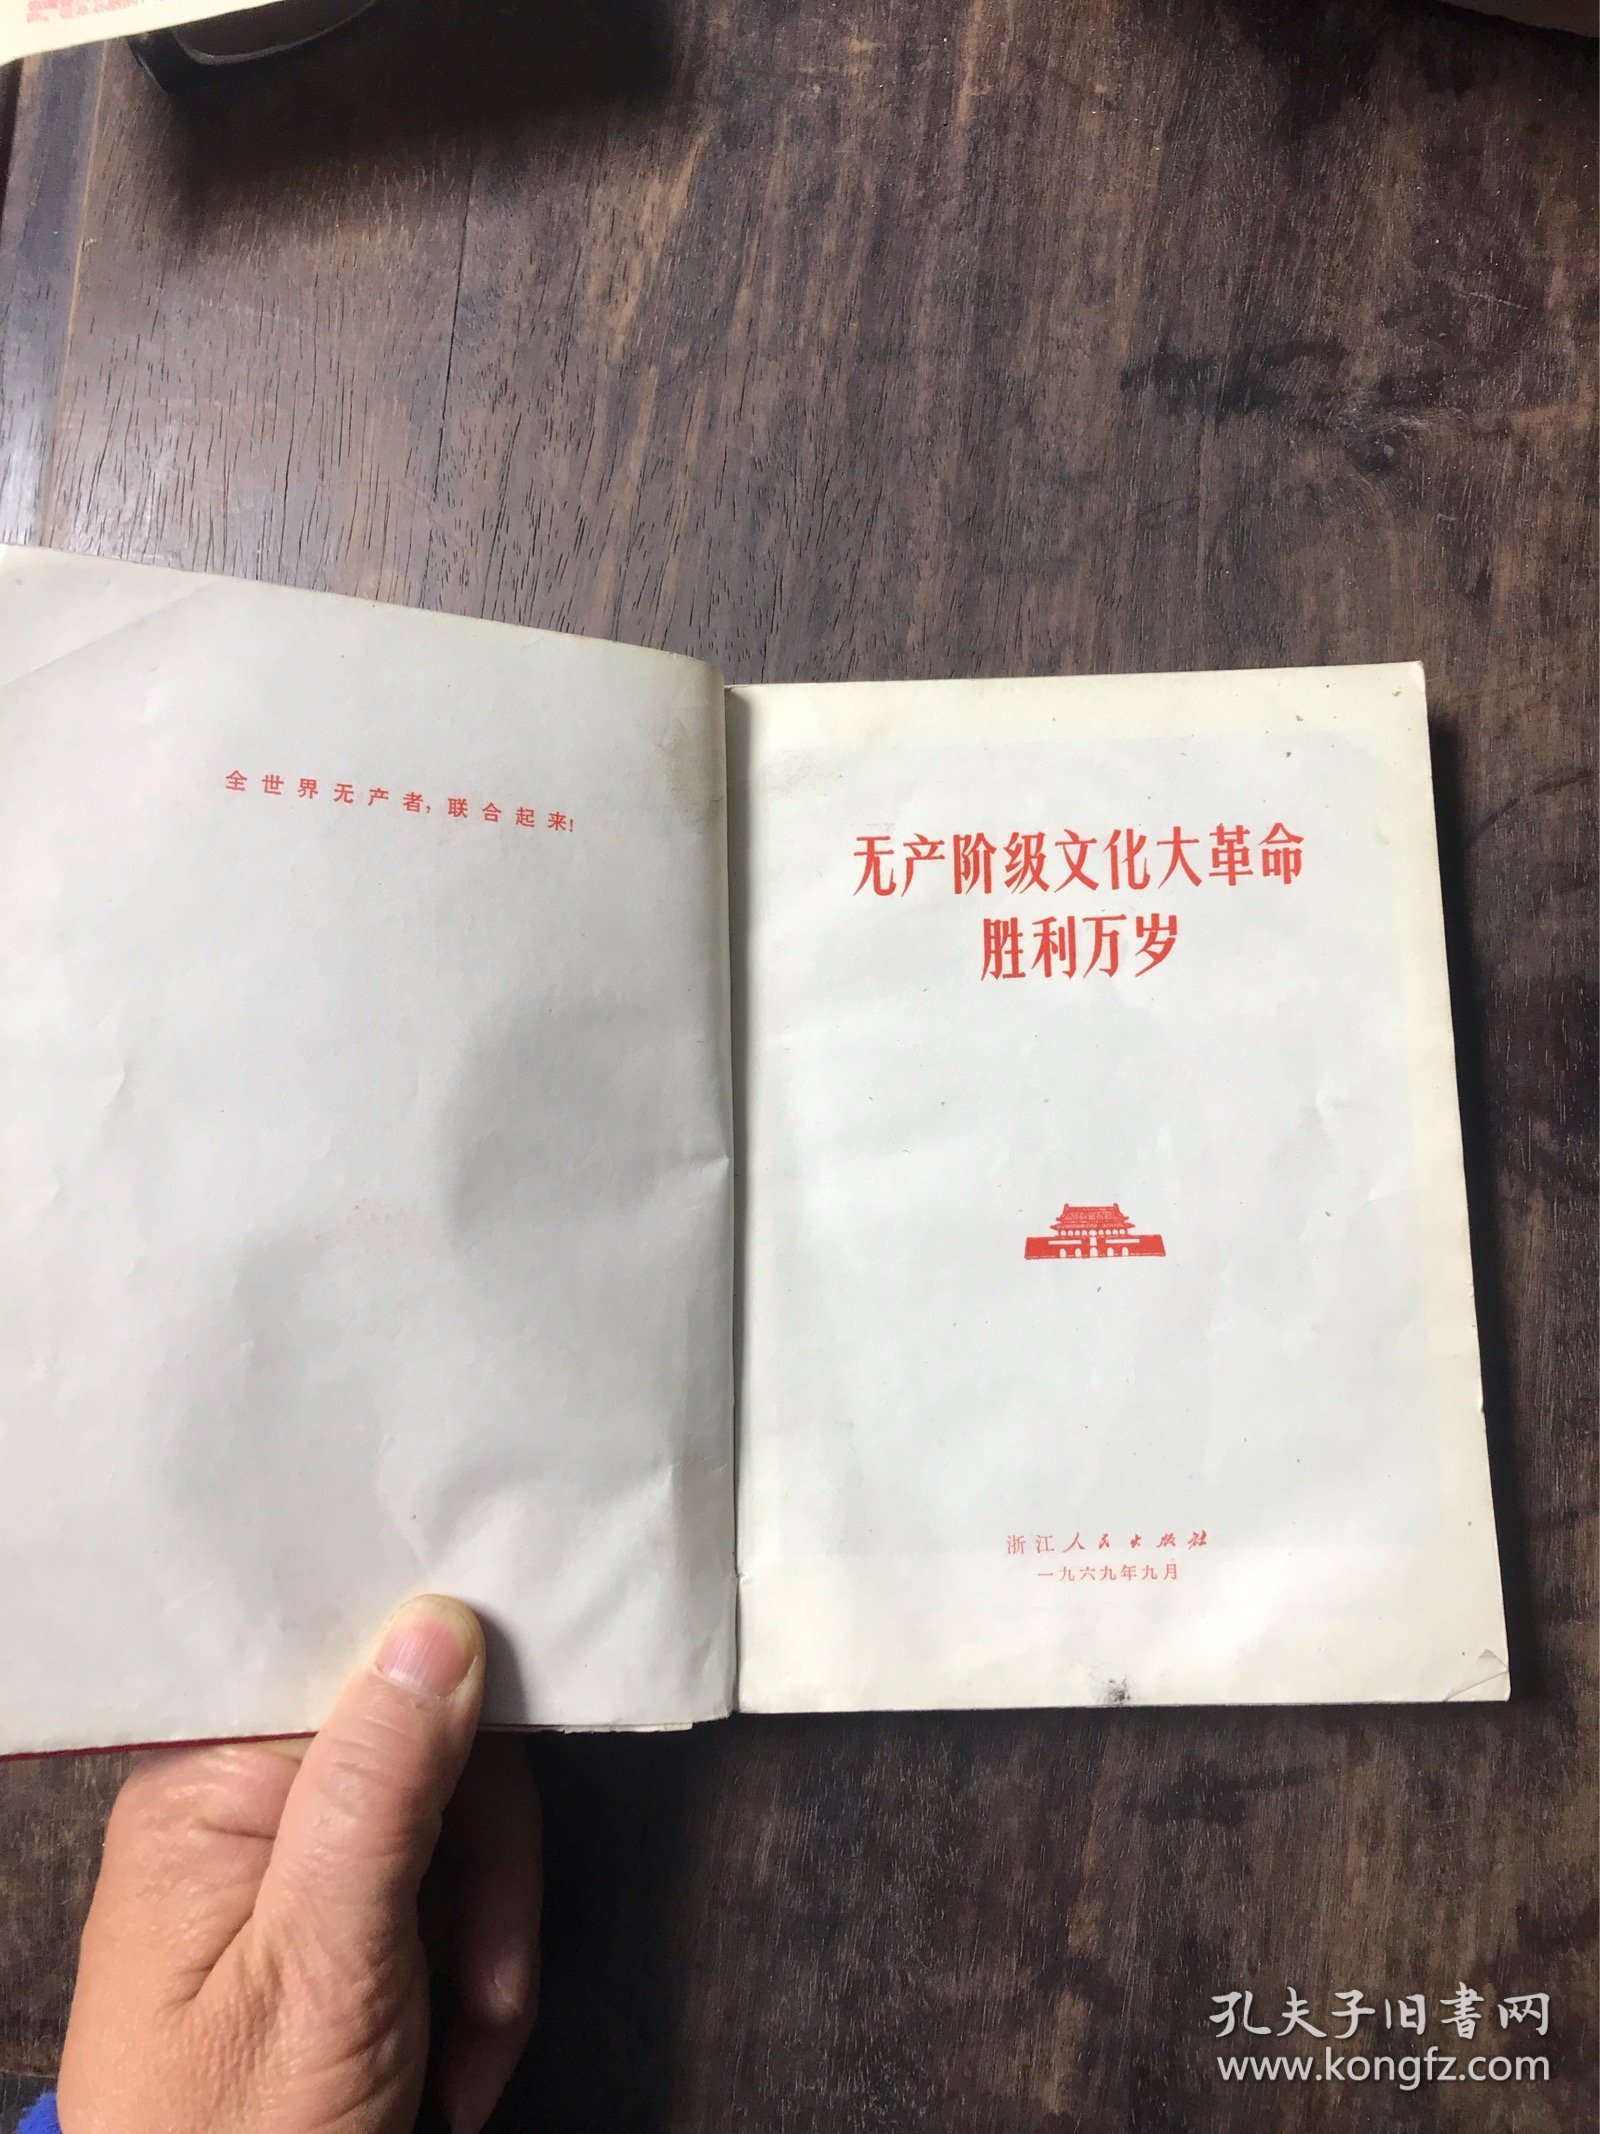 全世界无产者，联合起来！
无产阶级文化大革命
胜利万岁
浙江人民出版社
一九六九年九月
孔夫子旧書网
www.kongfz.com